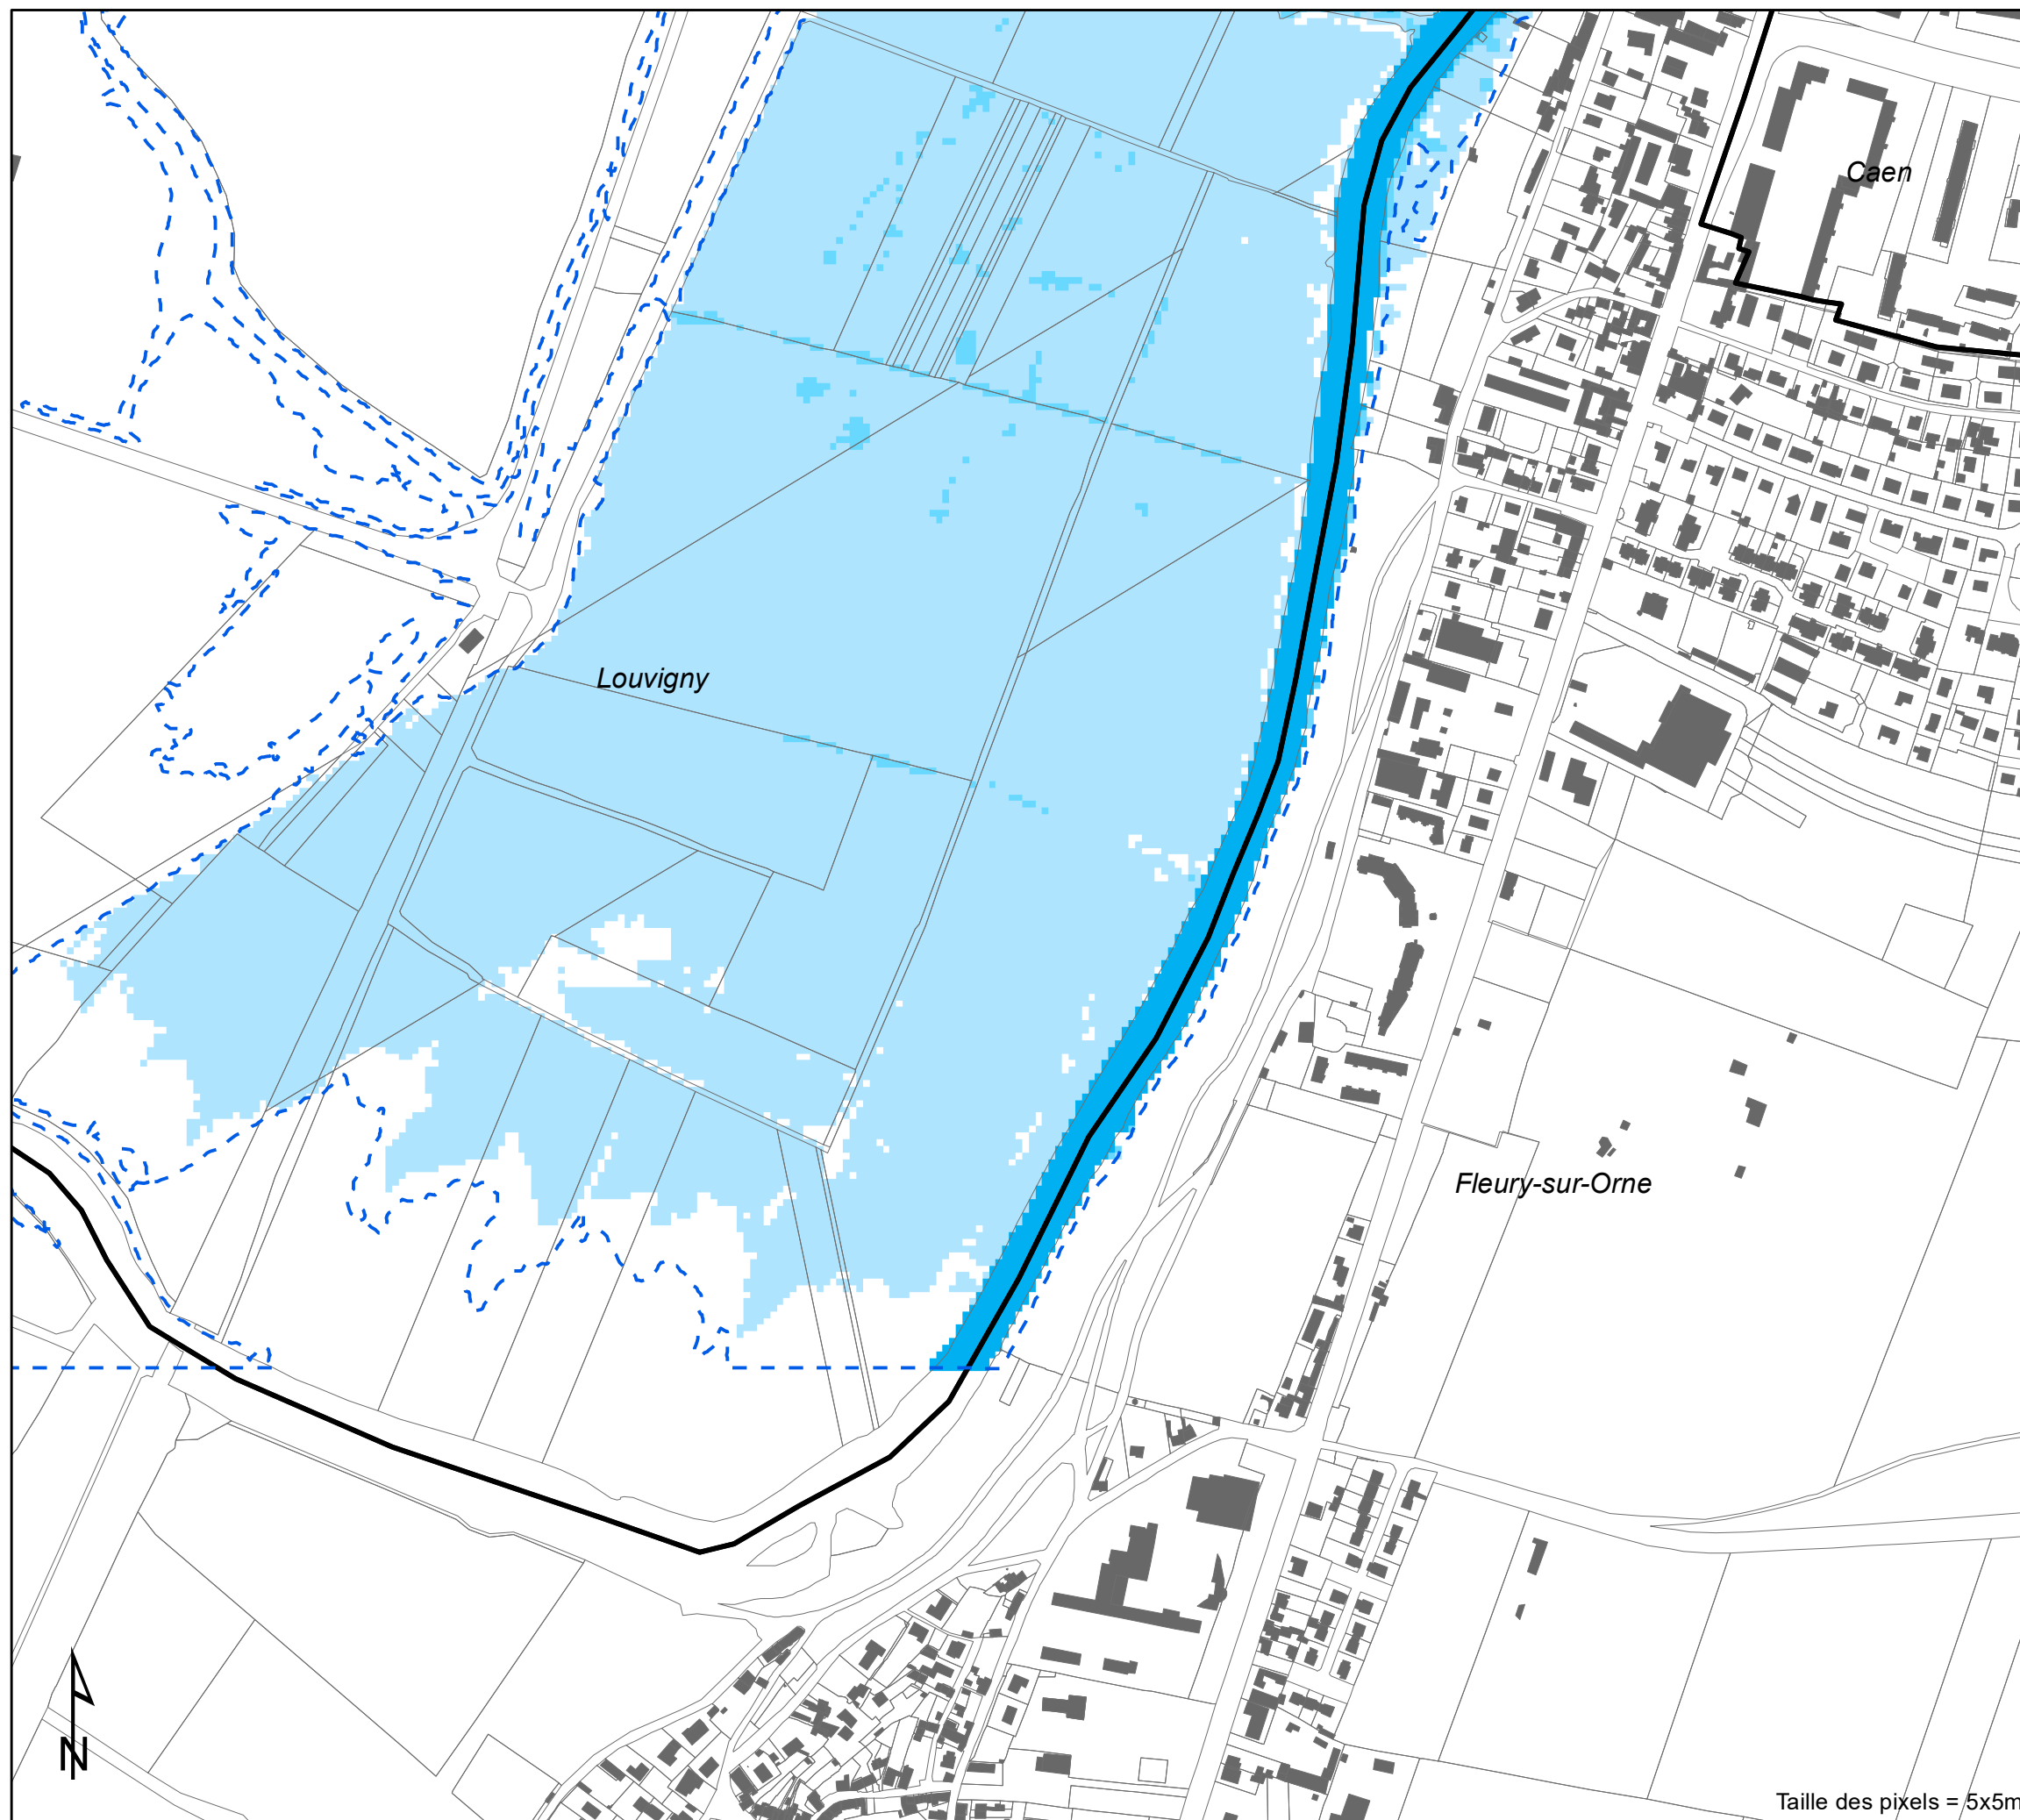 Caen
Louvigny
Fleury-sur-Orne
N
Taille des pixels = 5x5m